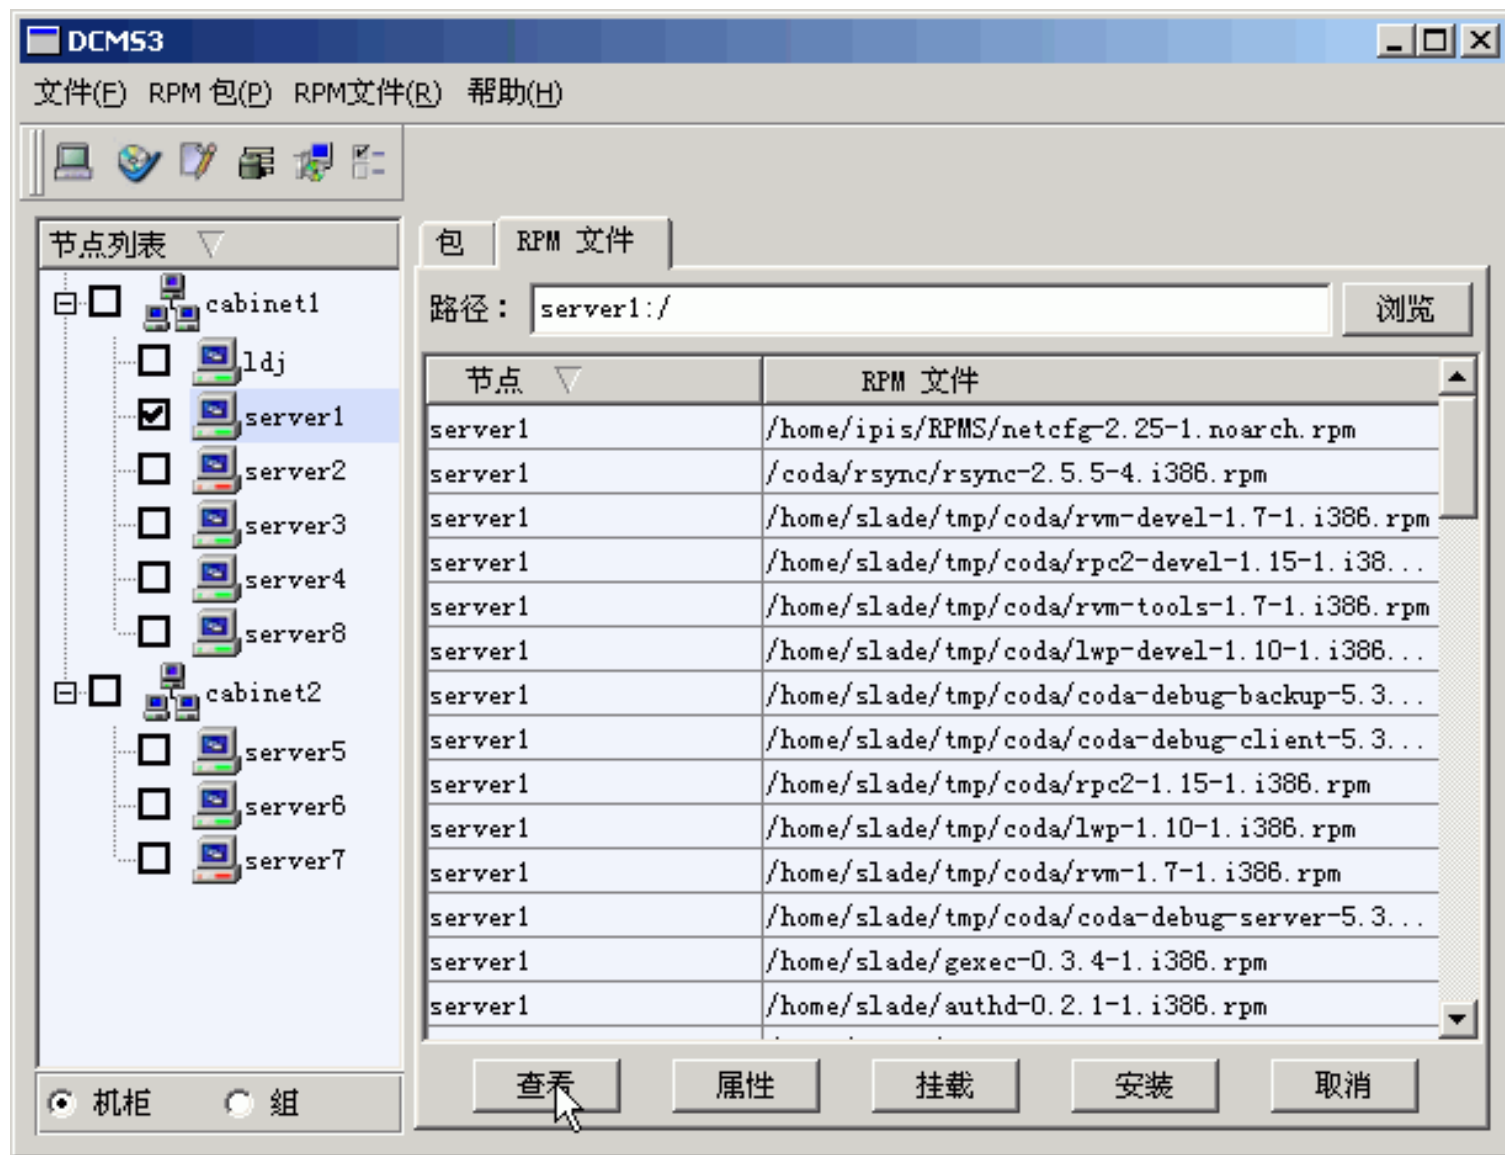 DCMS3
文件(F) RPM 包(P) RPM文件(R) 帮助(H)
节点列表
cabinet1
ldj
server1
server2
server3
server4
server8
cabinet2
server5
server6
server7
机柜 组
包 RPM 文件
路径： server1:/ 浏览
节点 RPM 文件
server1 /home/ipis/RPMS/netcfg-2.25-1.noarch.rpm
server1 /coda/rsync/rsync-2.5.5-4.i386.rpm
server1 /home/slade/tmp/coda/rvm-devel-1.7-1.i386.rpm
server1 /home/slade/tmp/coda/rpc2-devel-1.15-1.i38...
server1 /home/slade/tmp/coda/rvm-tools-1.7-1.i386.rpm
server1 /home/slade/tmp/coda/lwp-devel-1.10-1.i386...
server1 /home/slade/tmp/coda/coda-debug-backup-5.3...
server1 /home/slade/tmp/coda/coda-debug-client-5.3...
server1 /home/slade/tmp/coda/rpc2-1.15-1.i386.rpm
server1 /home/slade/tmp/coda/lwp-1.10-1.i386.rpm
server1 /home/slade/tmp/coda/rvm-1.7-1.i386.rpm
server1 /home/slade/tmp/coda/coda-debug-server-5.3...
server1 /home/slade/gexec-0.3.4-1.i386.rpm
server1 /home/slade/authd-0.2.1-1.i386.rpm
查看 属性 挂载 安装 取消